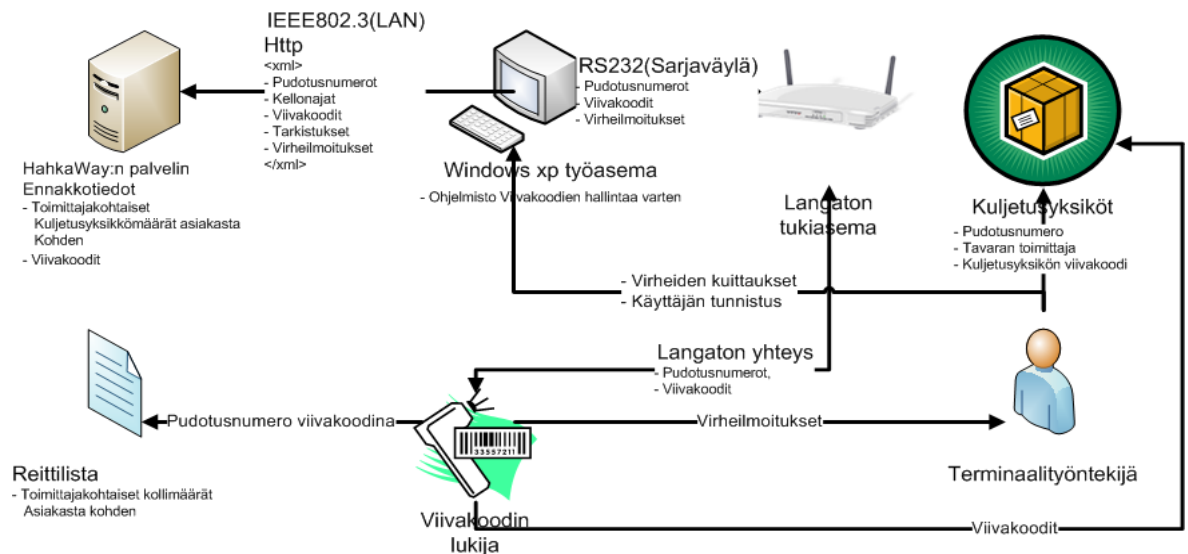 IEEE802.3(LAN)
Http
<xml>
- Pudotusnumerot
- Kellonajat
- Viivakoodit
- Tarkistukset
- Virheilmoitukset
</xml>
RS232(Sarjaväylä)
- Pudotusnumerot
- Viivakoodit
- Virheilmoitukset
HahkaWay:n palvelin
Ennakkotiedot
- Toimittajakohtaiset
Kuljetusyksikkömäärät asiakasta
Kohden
- Viivakoodit
Windows xp työasema
- Ohjelmisto Viivakoodien hallintaa varten
Langaton
tukiasema
Kuljetusyksiköt
- Pudotusnumero
- Tavaran toimittaja
- Kuljetusyksikön viivakoodi
- Virheiden kuittaukset
- Käyttäjän tunnistus
Langaton yhteys
- Pudotusnumerot,
- Viivakoodit
Pudotusnumero viivakoodina
33557211
Virheilmoitukset
Reittilista
- Toimittajakohtaiset kollimäärät
Asiakasta kohden
Terminaalityöntekijä
Viivakoodin
lukija
Viivakoodit